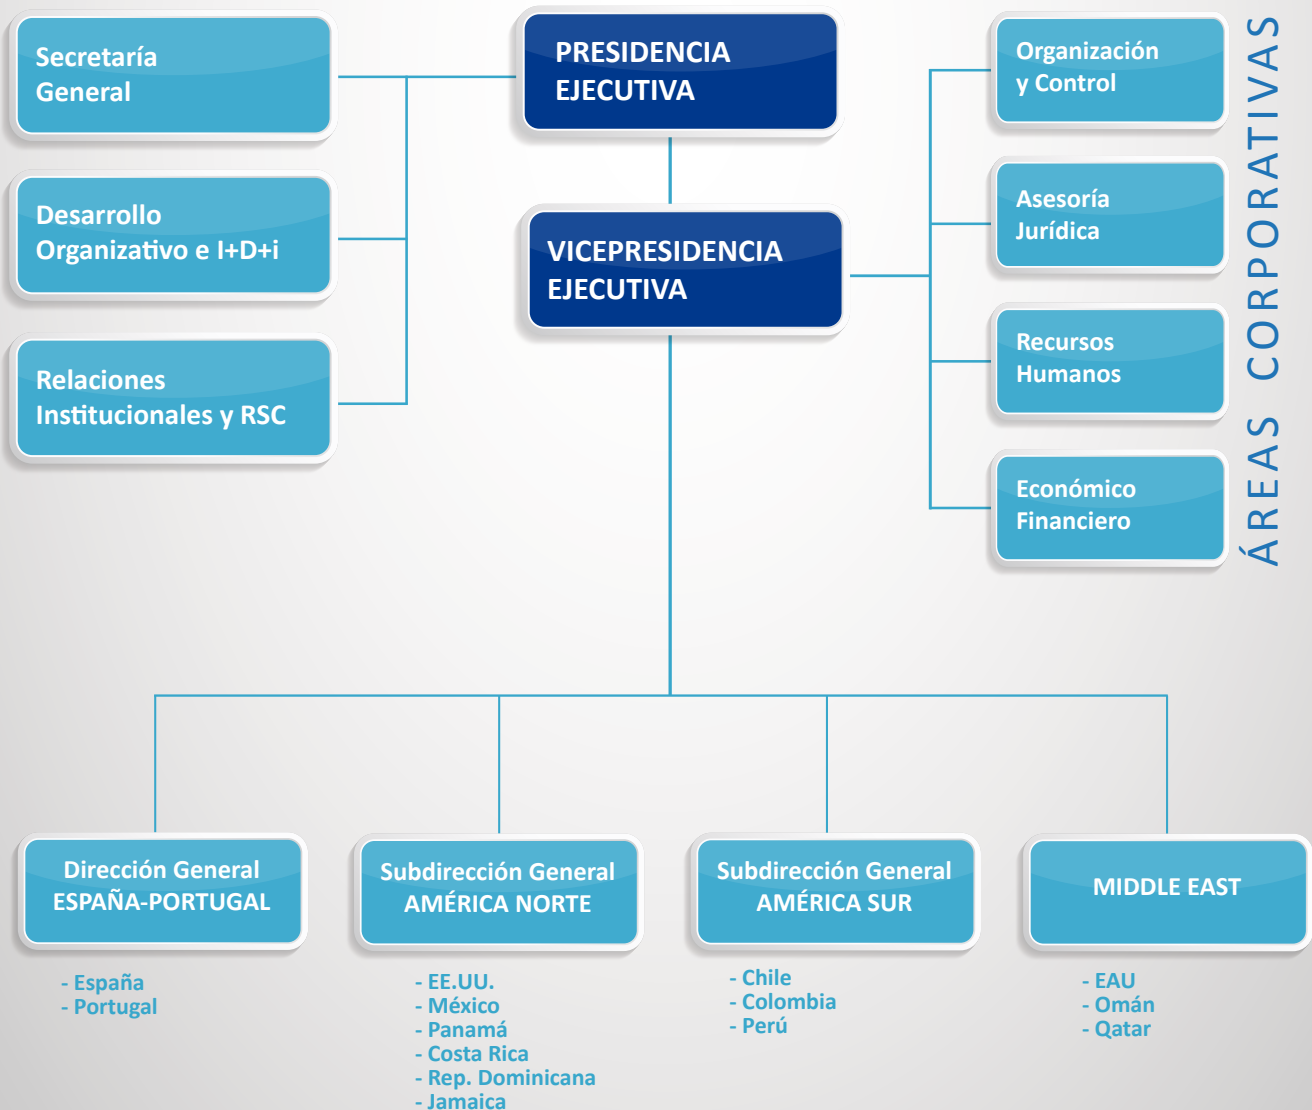 Secretaría
General
PRESIDENCIA
EJECUTIVA
Organización
y Control
Desarrollo
Organizativo e I+D+i
VICEPRESIDENCIA
EJECUTIVA
Asesoría
Jurídica
Relaciones
Institucionales y RSC
Recursos
Humanos
Económico
Financiero
ÁREAS CORPORATIVAS
Dirección General
ESPAÑA-PORTUGAL
- España
- Portugal
Subdirección General
AMÉRICA NORTE
- EE.UU.
- México
- Panamá
- Costa Rica
- Rep. Dominicana
- Jamaica
Subdirección General
AMÉRICA SUR
- Chile
- Colombia
- Perú
MIDDLE EAST
- EAU
- Omán
- Qatar